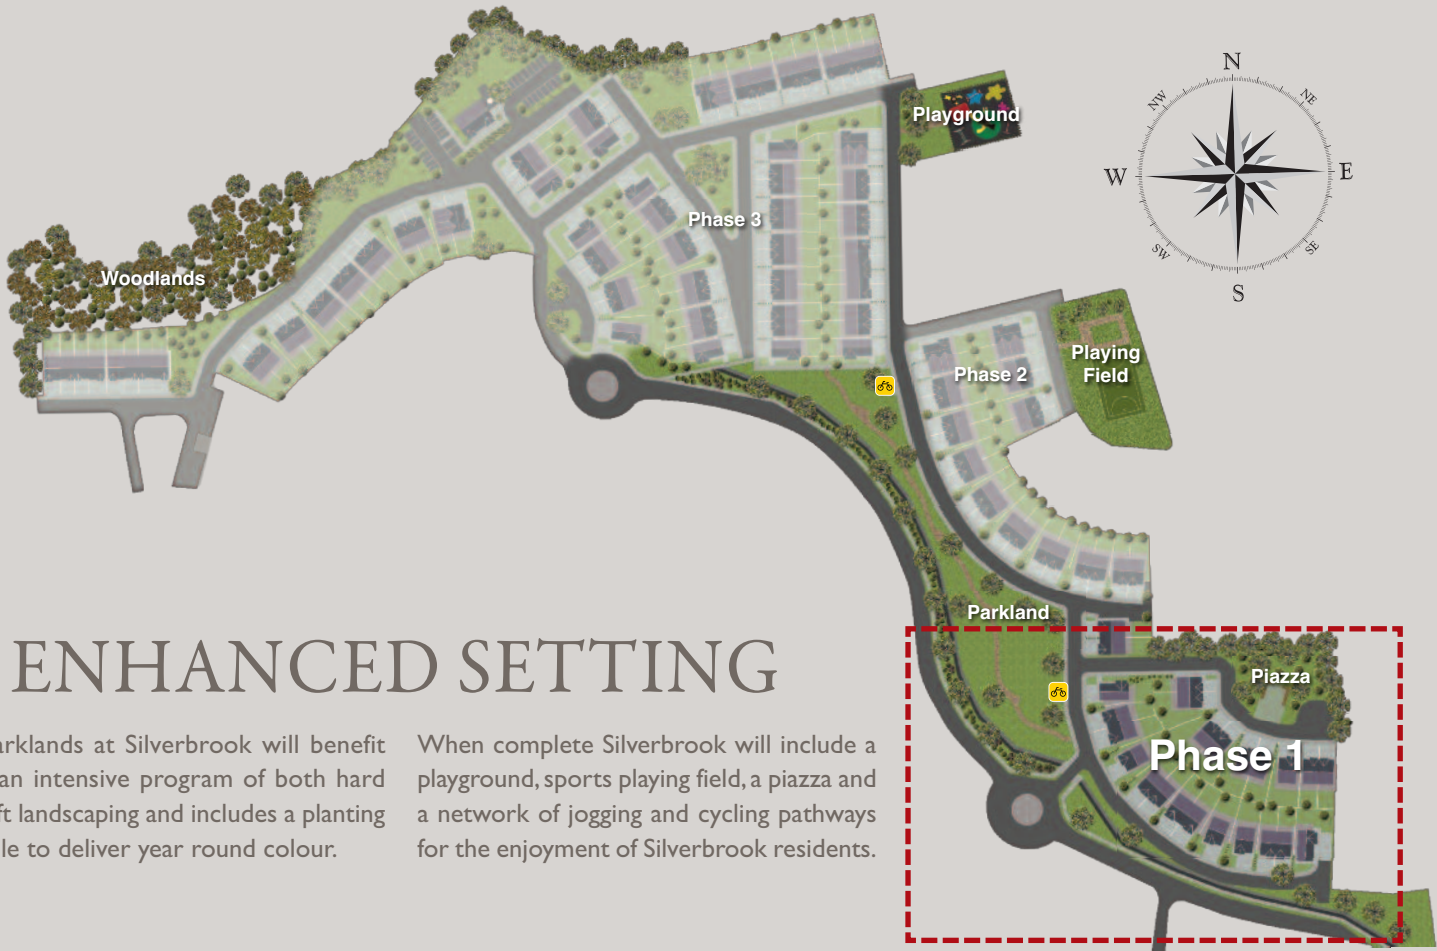 N
NW
NE
W
E
SW
SE
S
Playground
Phase 3
Woodlands
Playing
Field
Phase 2
Parkland
Piazza
Phase 1
ENHANCED SETTING
at Silverbrook will benefit
an intensive program of both hard
landscaping and includes a planting
to deliver year round colour.
When complete Silverbrook will include a
playground, sports playing field, a piazza and
a network of jogging and cycling pathways
for the enjoyment of Silverbrook residents.